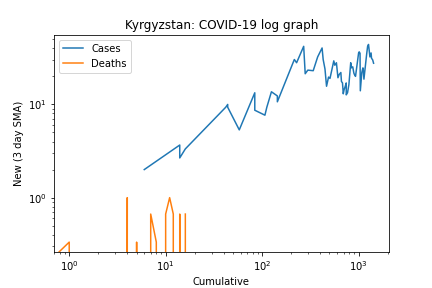 Kyrgyzstan: COVID-19 log graph
Cases
Deaths
New (3 day SMA)
10¹
10⁰
10⁰ 10¹ 10² 10³
Cumulative